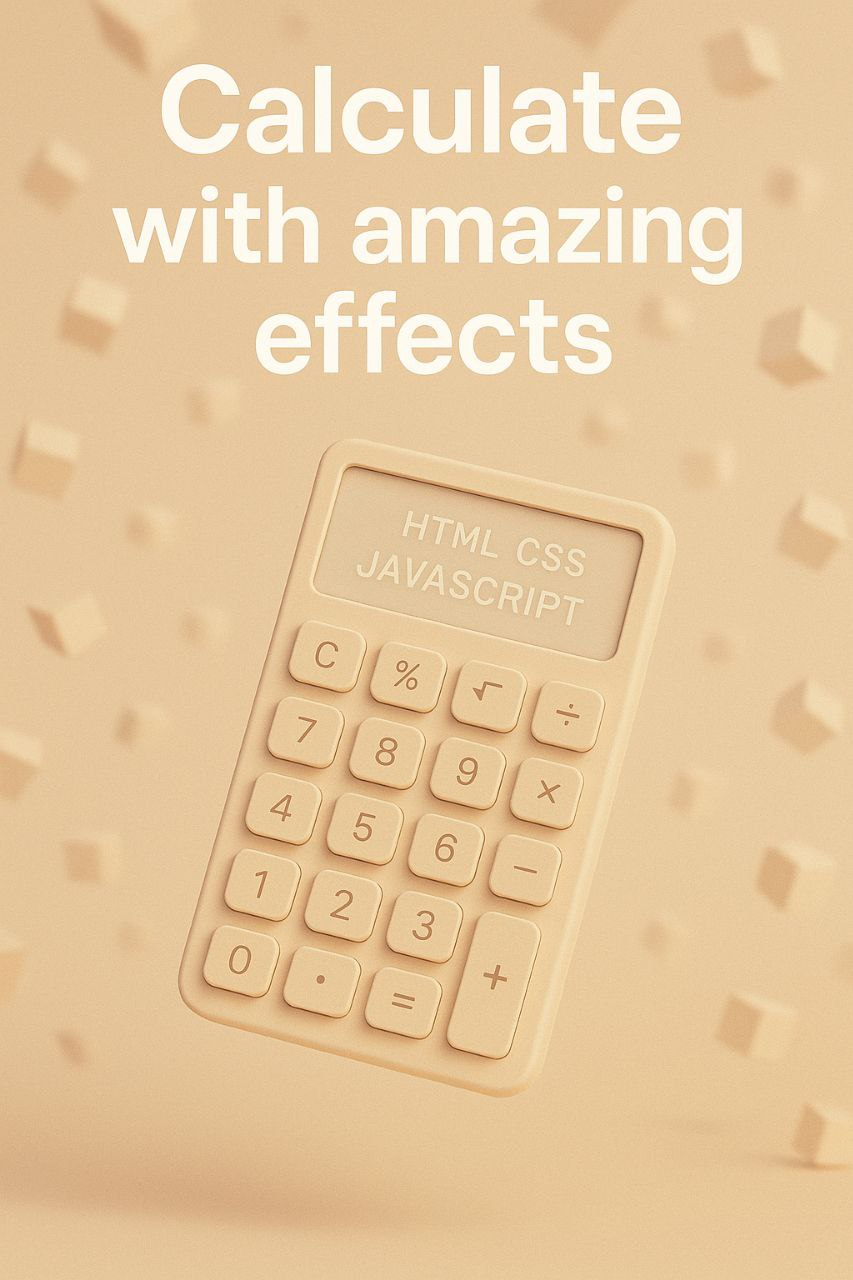 Calculate
with amazing
effects
HTML CSS
JAVASCRIPT
C % √ ÷
7 8 9 ×
4 5 6 −
1 2 3 +
0 . =